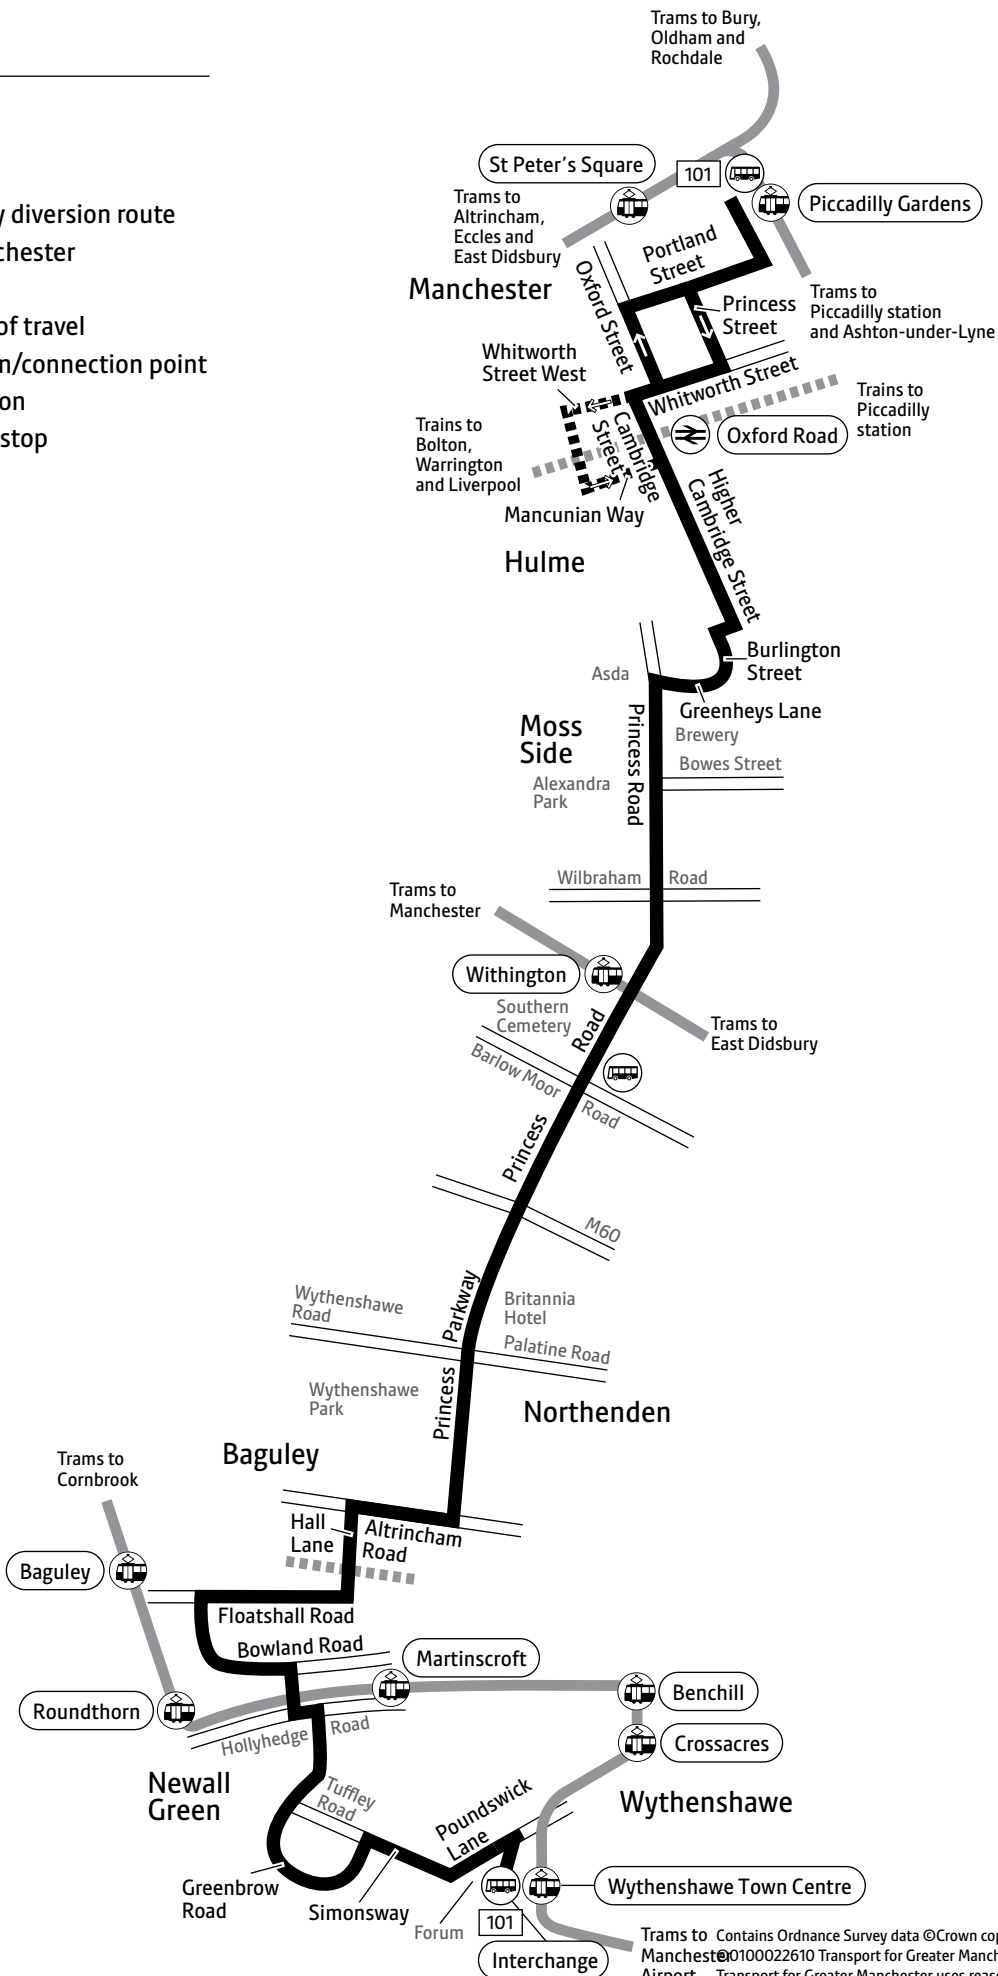 Trams to Bury,
Oldham and
Rochdale
y diversion route
chester
of travel
n/connection point
on
stop
St Peter's Square
101
Piccadilly Gardens
Trams to
Altrincham,
Eccles and
East Didsbury
Portland
Street
Manchester
Oxford Street
Princess
Street
Trams to
Piccadilly station
and Ashton-under-Lyne
Whitworth
Street West
Whitworth Street
Trains to
Piccadilly
station
Trains to
Bolton,
Warrington
and Liverpool
Cambridge
Street
Oxford Road
Mancunian Way
Higher
Cambridge Street
Hulme
Burlington
Street
Asda
Greenheys Lane
Moss
Side
Princess Road
Brewery
Bowes Street
Alexandra
Park
Wilbraham Road
Trams to
Manchester
Withington
Southern
Cemetery
Road
Trams to
East Didsbury
Barlow Moor
Road
Princess
M60
Wythenshawe
Road
Parkway
Britannia
Hotel
Palatine Road
Wythenshawe
Park
Princess
Northenden
Baguley
Trams to
Cornbrook
Hall
Lane
Altrincham
Road
Baguley
Floatshall Road
Bowland Road
Martinscroft
Roundthorn
Benchill
Hollyhedge Road
Crossacres
Newall
Green
Tuffley
Road
Poundswick
Lane
Wythenshawe
Greenbrow
Road
Simonsway
Forum
Wythenshawe Town Centre
101
Interchange
Trams to
Manchester
Airport
Contains Ordnance Survey data ©Crown cop
©0100022610 Transport for Greater Manch
Transport for Greater Manchester uses reas